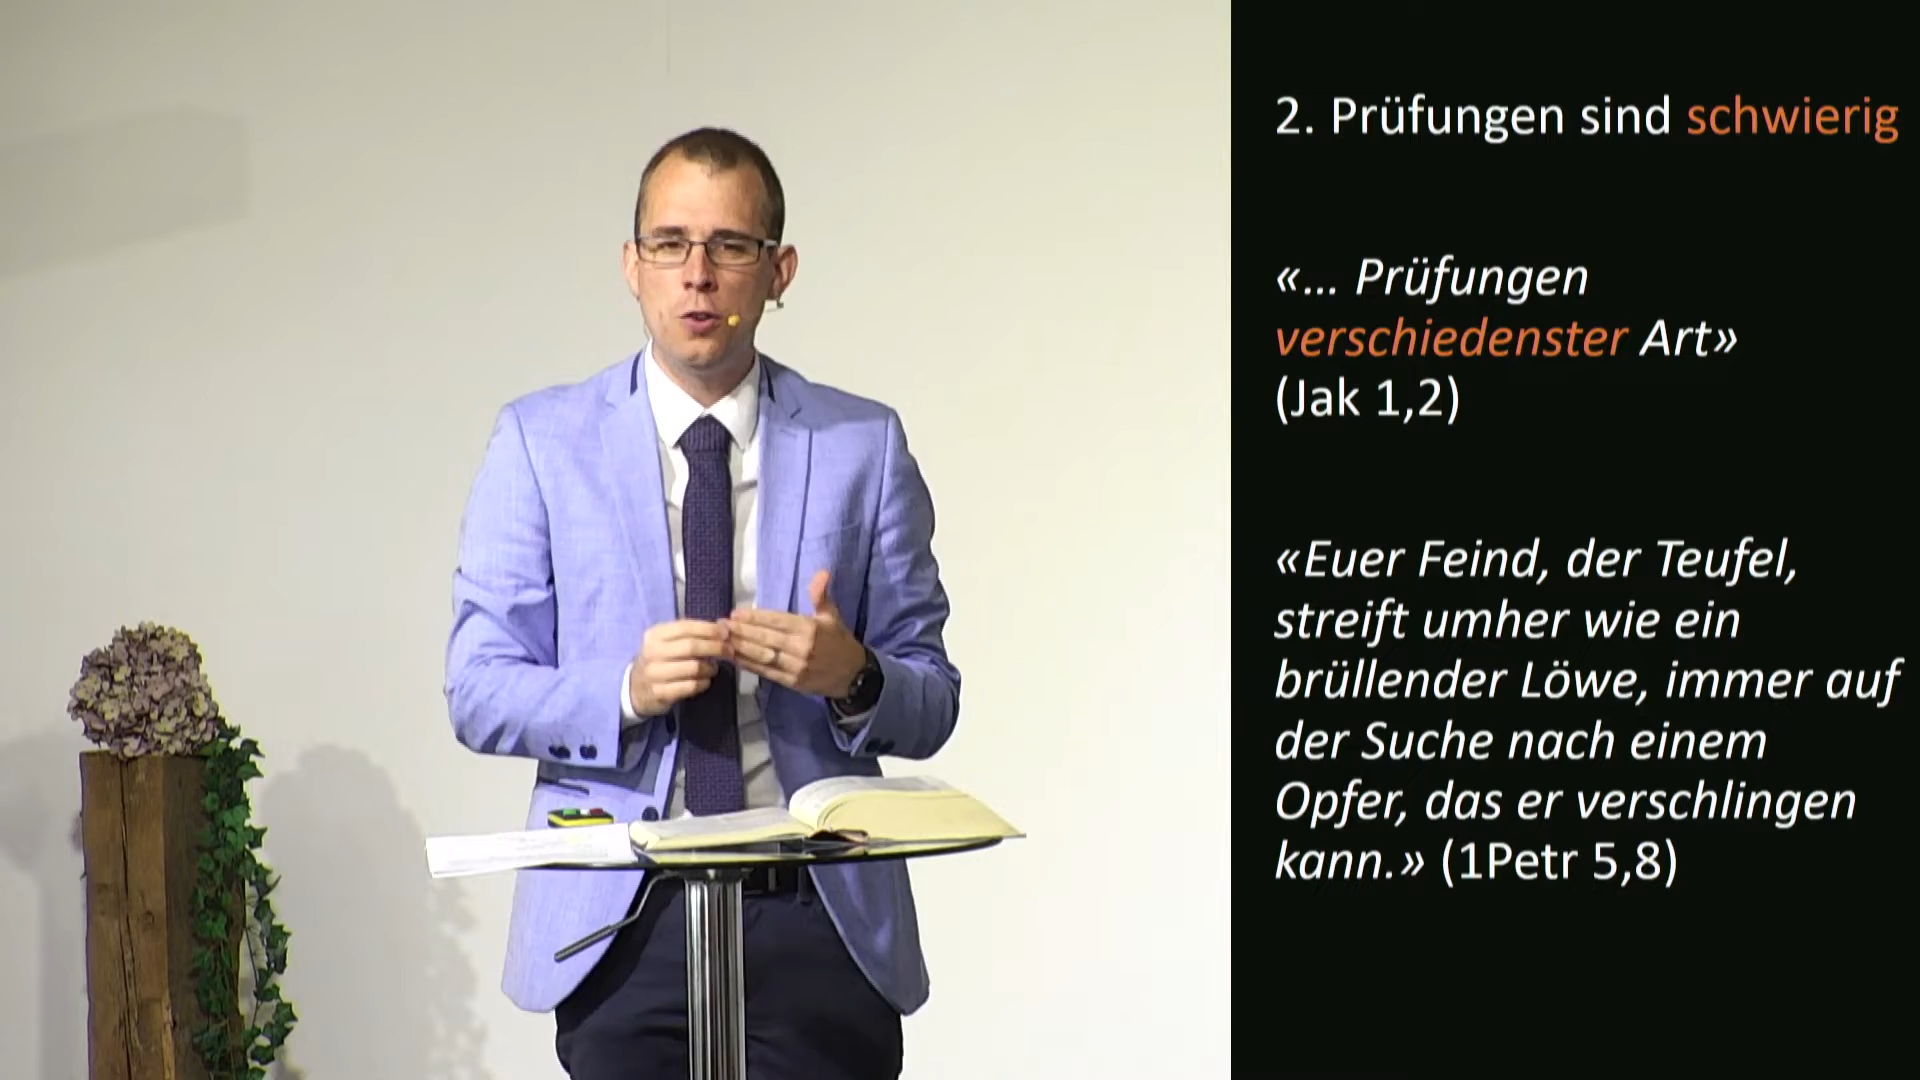 2. Prüfungen sind schwierig
«… Prüfungen
verschiedenster Art»
(Jak 1,2)
«Euer Feind, der Teufel,
streift umher wie ein
brüllender Löwe, immer auf
der Suche nach einem
Opfer, das er verschlingen
kann.» (1Petr 5,8)